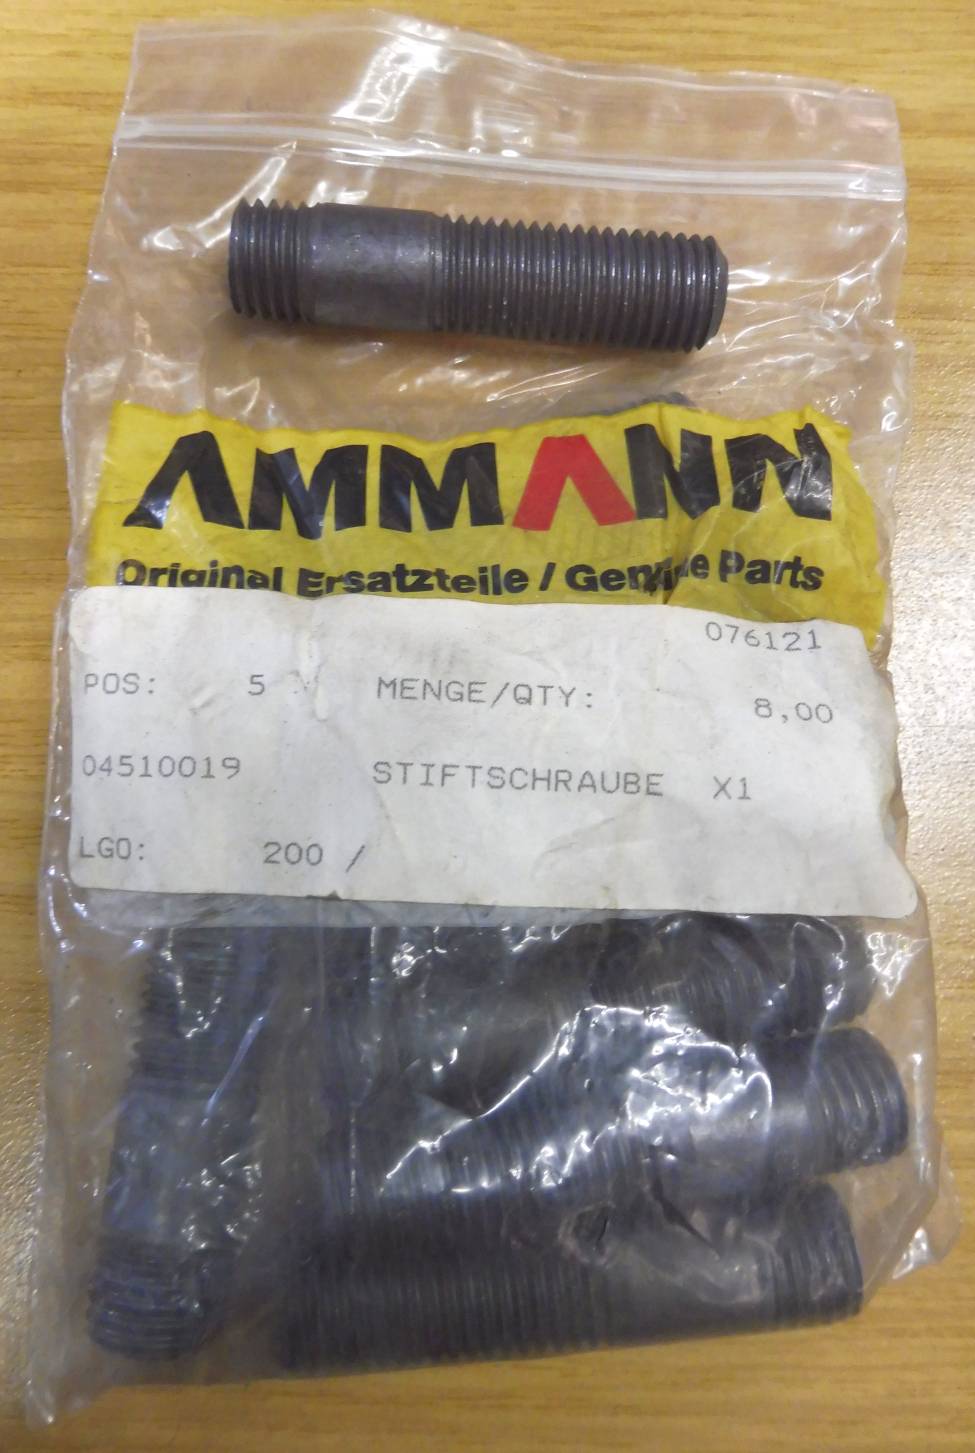 AMMANN
Original Ersatzteile / Genuine Parts
076121
POS: 5 MENGE/QTY: 8,00
04510019 STIFTSCHRAUBE X1
LGO: 200 /